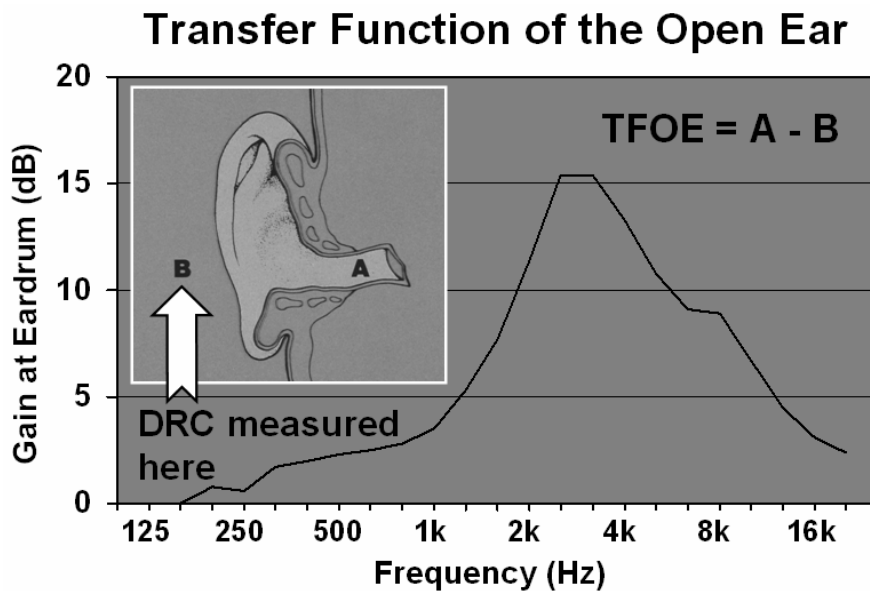 Transfer Function of the Open Ear
20
15
10
5
0
Gain at Eardrum (dB)
TFOE = A - B
B
A
DRC measured
here
125 250 500 1k 2k 4k 8k 16k
Frequency (Hz)